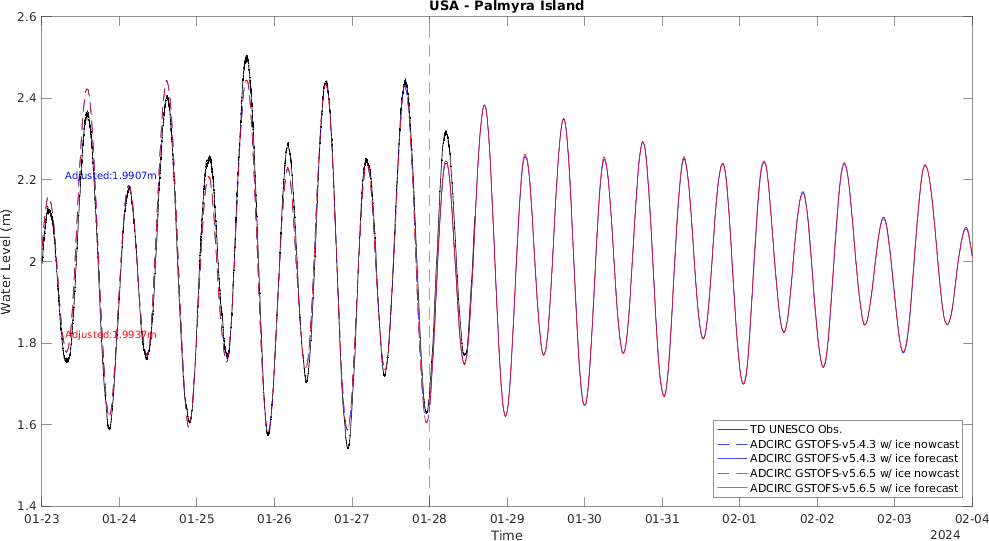 USA - Palmyra Island
2.6
2.4
2.2
2
1.8
1.6
1.4
Water Level (m)
Adjusted:1.9907m
Adjusted:1.9937m
TD UNESCO Obs.
ADCIRC GSTOFS-v5.4.3 w/ ice nowcast
ADCIRC GSTOFS-v5.4.3 w/ ice forecast
ADCIRC GSTOFS-v5.6.5 w/ ice nowcast
ADCIRC GSTOFS-v5.6.5 w/ ice forecast
01-23 01-24 01-25 01-26 01-27 01-28 01-29 01-30 01-31 02-01 02-02 02-03 02-04
Time
2024